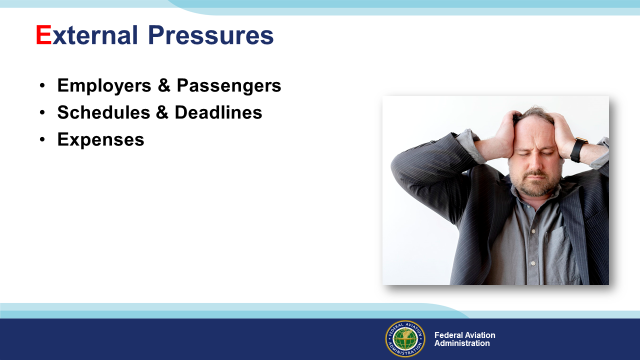 External Pressures
• Employers & Passengers
• Schedules & Deadlines
• Expenses
Federal Aviation
Administration